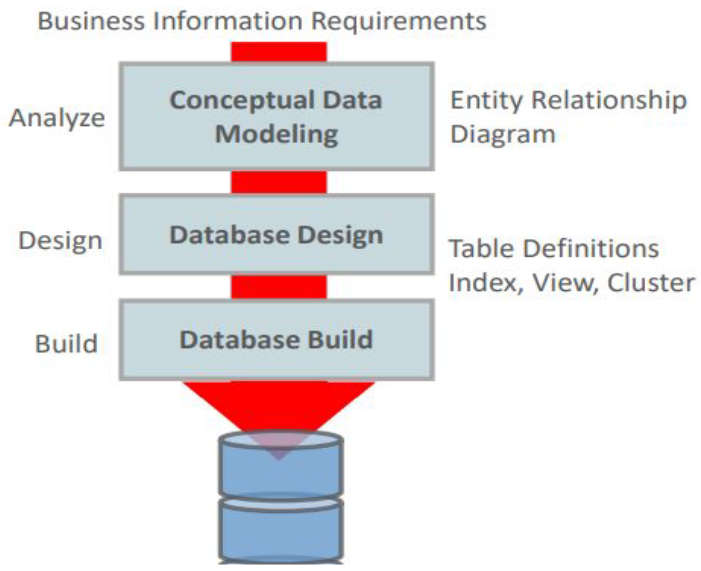 Business Information Requirements
Analyze
Conceptual Data
Modeling
Entity Relationship
Diagram
Design
Database Design
Table Definitions
Index, View, Cluster
Build
Database Build